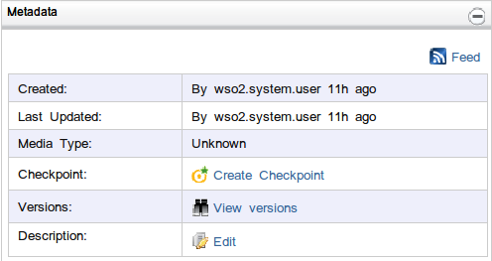 Metadata
Feed
Created: By wso2.system.user 11h ago
Last Updated: By wso2.system.user 11h ago
Media Type: Unknown
Checkpoint: Create Checkpoint
Versions: View versions
Description: Edit